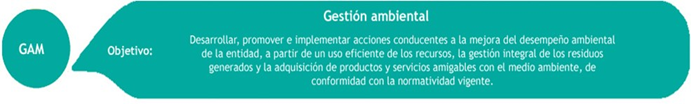 Gestión ambiental
GAM
Objetivo:
Desarrollar, promover e implementar acciones conducentes a la mejora del desempeño ambiental
de la entidad, a partir de un uso eficiente de los recursos, la gestión integral de los residuos
generados y la adquisición de productos y servicios amigables con el medio ambiente, de
conformidad con la normatividad vigente.